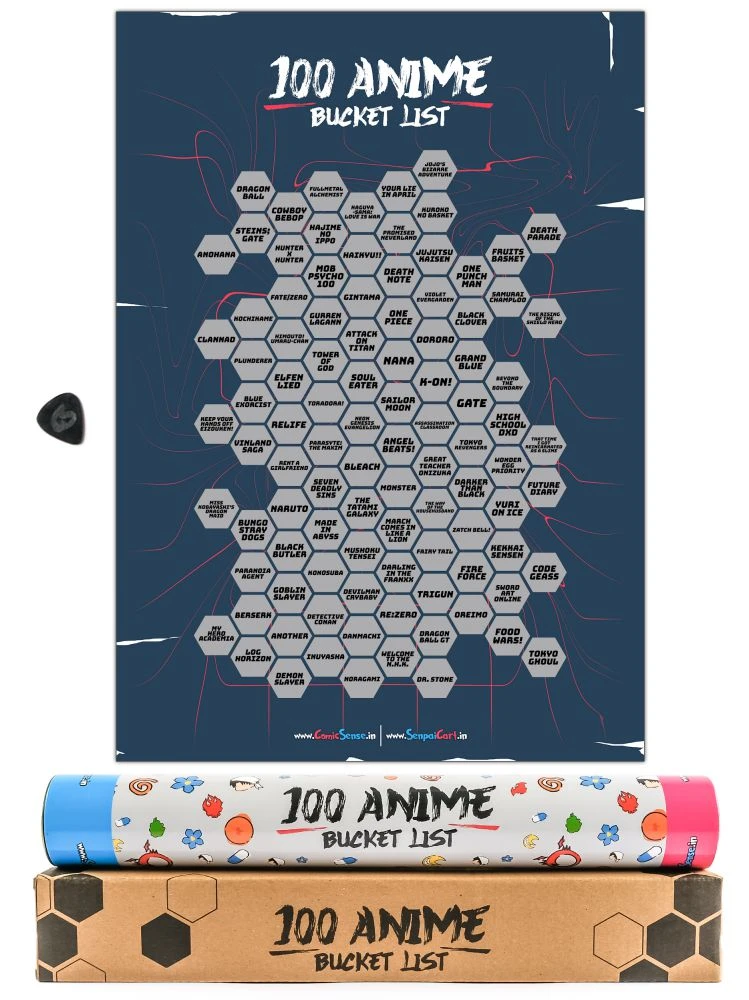 100 ANIME
BUCKET LIST
ANOHANA
CLANNAD
KEEP YOUR
HANDS OFF
EIZOUKEN!
MISS
KOBAYASHI'S
DRAGON
MAID
MY
HERO
ACADEMIA
DRAGON
BALL
STEINS;
GATE
KOCHIKAME
PLUNDERER
BLUE
EXORCIST
VINLAND
SAGA
BUNGO
STRAY
DOGS
PARANOIA
AGENT
BERSERK
LOG
HORIZON
COWBOY
BEBOP
HUNTER
X
HUNTER
FATE/ZERO
HIMOUTO!
UMARU-CHAN
ELFEN
LIED
RELIFE
RENT A
GIRLFRIEND
NARUTO
BLACK
BUTLER
GOBLIN
SLAYER
ANOTHER
DEMON
SLAYER
FULLMETAL
ALCHEMIST
HAJIME
NO
IPPO
MOB
PSYCHO
100
GURREN
LAGANN
TOWER
OF
GOD
TORADORA!
PARASYTE:
THE MAXIM
SEVEN
DEADLY
SINS
MADE
IN
ABYSS
KOKOSUBA
DETECTIVE
CONAN
INUYASHA
KAGUYA
-SAMA:
LOVE IS WAR
HAIKYU!!
GINTAMA
ATTACK
ON
TITAN
SOUL
EATER
NEON
GENESIS
EVANGELION
BLEACH
THE
TATAMI
GALAXY
MUSHOKU
TENSEI
DEVILMAN
CRYBABY
DANMACHI
NORAGAMI
YOUR LIE
IN APRIL
THE
PROMISED
NEVERLAND
DEATH
NOTE
ONE
PIECE
NANA
SAILOR
MOON
ANGEL
BEATS!
MONSTER
MARCH
COMES IN
LIKE A
LION
DARLING
IN THE
FRANXX
RE:ZERO
WELCOME
TO THE
N.H.K.
JOJO'S
BIZARRE
ADVENTURE
KUROKO
NO BASKET
JUJUTSU
KAISEN
VIOLET
EVERGARDEN
DORORO
K-ON!
ASSASSINATION
CLASSROOM
GREAT
TEACHER
ONIZUKA
THE WAY
OF THE
HOUSEHUSBAND
FAIRY TAIL
TRIGUN
DRAGON
BALL GT
DR. STONE
ONE
PUNCH
MAN
BLACK
CLOVER
GRAND
BLUE
GATE
TOKYO
REVENGERS
DARKER
THAN
BLACK
ZATCH BELL!
FIRE
FORCE
OREIMO
FRUITS
BASKET
SAMURAI
CHAMPLOO
BEYOND
THE
BOUNDARY
HIGH
SCHOOL
DXD
WONDER
EGG
PRIORITY
YURI
ON ICE
KEKKAI
SENSEN
SWORD
ART
ONLINE
FOOD
WARS!
DEATH
PARADE
THE RISING
OF THE
SHIELD HERO
THAT TIME
I GOT
REINCARNATED
AS A SLIME
FUTURE
DIARY
CODE
GEASS
TOKYO
GHOUL
www.ComicSense.in | www.SenpaiCart.in
100 ANIME
BUCKET LIST
100 ANIME
BUCKET LIST